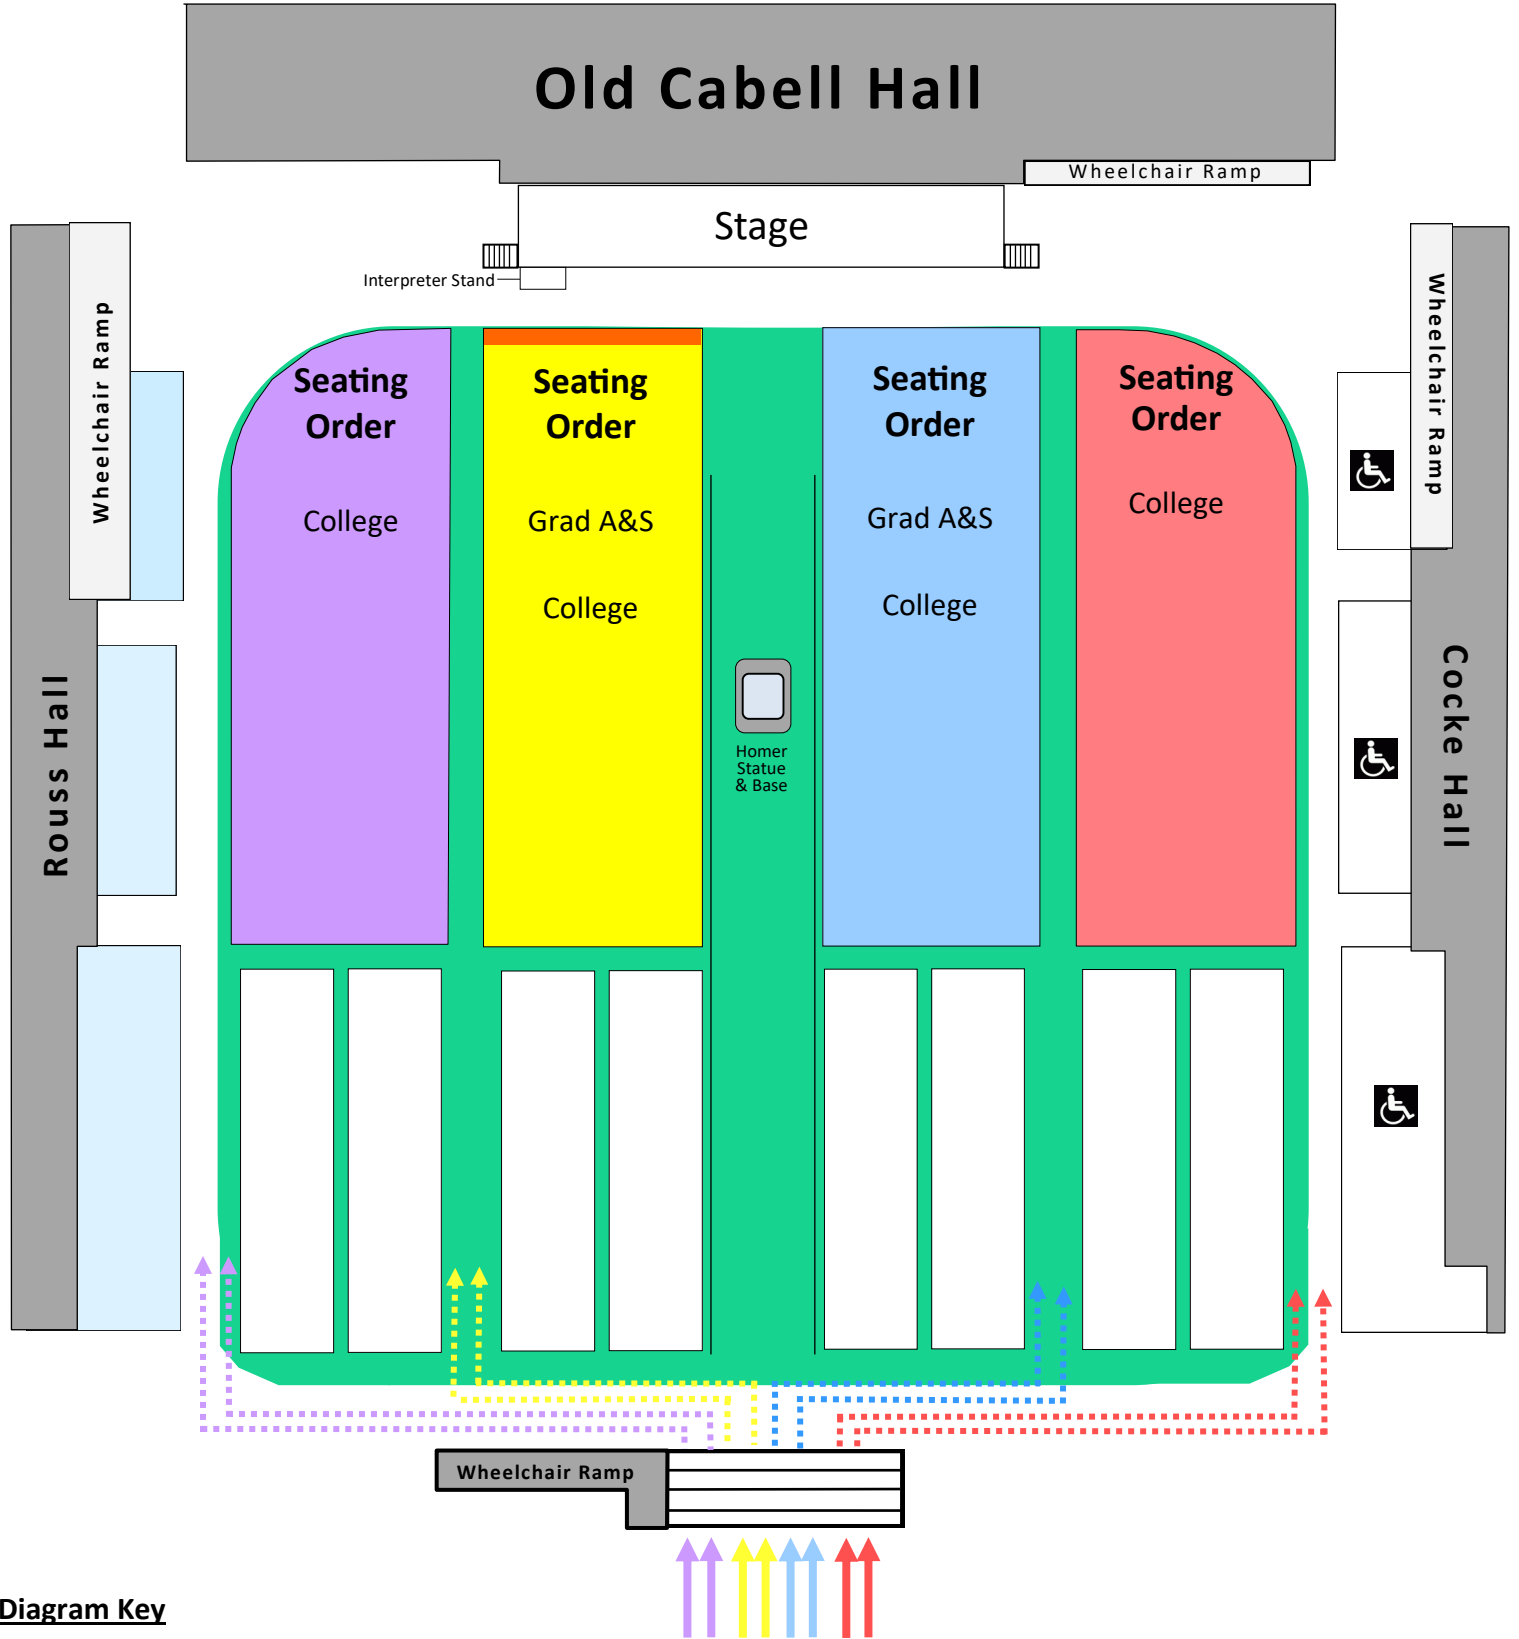 Old Cabell Hall
Wheelchair Ramp
Stage
Interpreter Stand
Wheelchair Ramp
Wheelchair Ramp
Seating
Order
College
Seating
Order
Grad A&S
College
Seating
Order
Grad A&S
College
Seating
Order
College
Rouss Hall
Cocke Hall
Homer
Statue
& Base
Wheelchair Ramp
Diagram Key